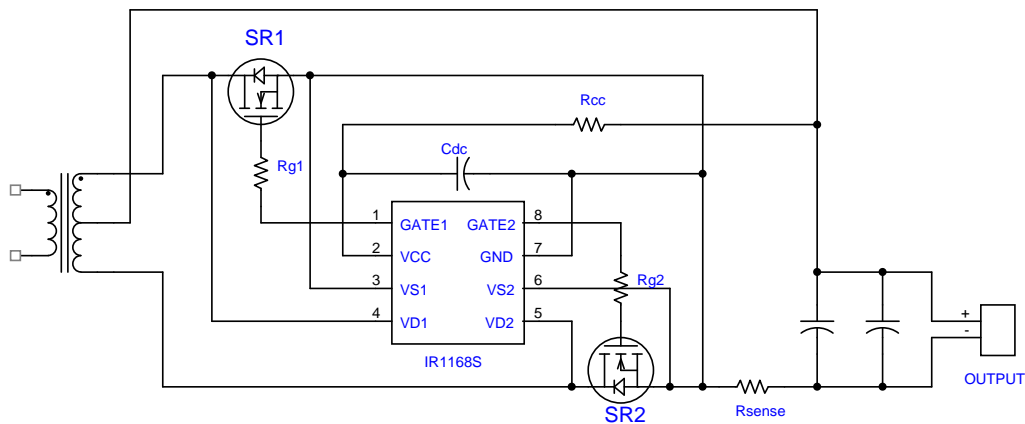 SR1
Rcc
Cdc
Rg1
1 GATE1 GATE2 8
2 VCC GND 7
3 VS1 VS2 6
Rg2
4 VD1 VD2 5
+
-
IR1168S
OUTPUT
SR2
Rsense